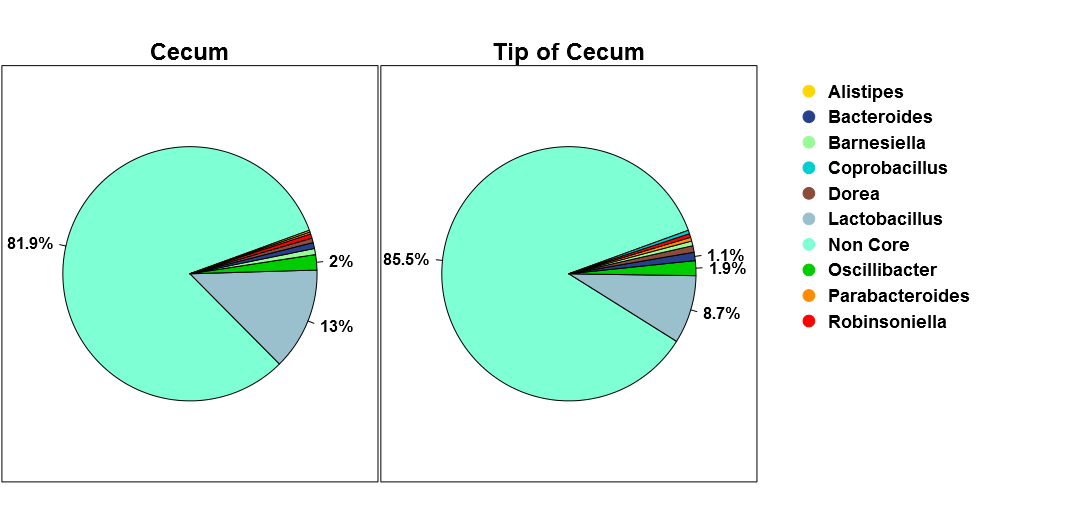 Cecum
Tip of Cecum
81.9%
2%
13%
85.5%
1.1%
1.9%
8.7%
Alistipes
Bacteroides
Barnesiella
Coprobacillus
Dorea
Lactobacillus
Non Core
Oscillibacter
Parabacteroides
Robinsoniella